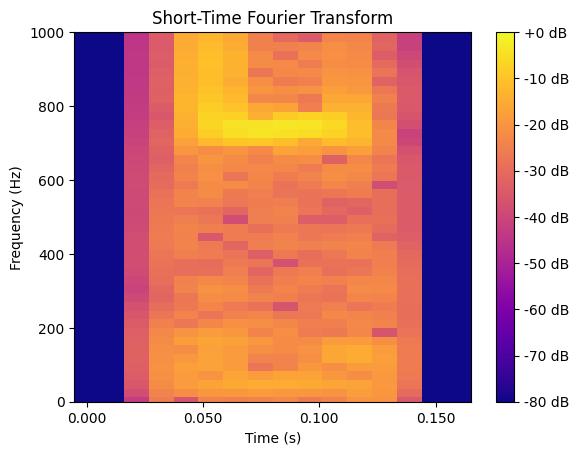 Short-Time Fourier Transform
Frequency (Hz)
1000
800
600
400
200
0
0.000
0.050
0.100
0.150
Time (s)
+0 dB
-10 dB
-20 dB
-30 dB
-40 dB
-50 dB
-60 dB
-70 dB
-80 dB